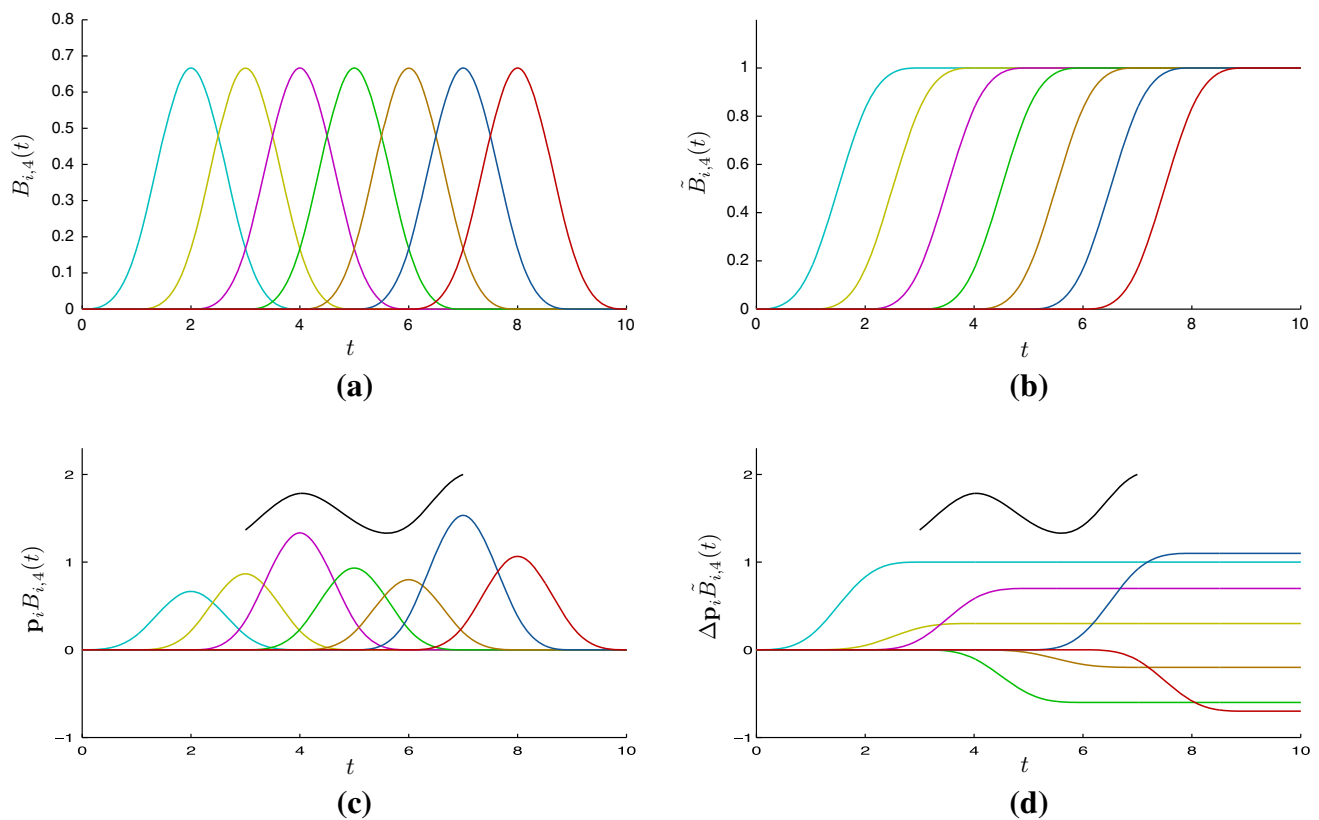 0.8
0.7
0.6
0.5
0.4
0.3
0.2
0.1
0
B_{i,4}(t)
0 2 4 6 8 10
t
(a)
1
0.8
0.6
0.4
0.2
0
\tilde{B}_{i,4}(t)
0 2 4 6 8 10
t
(b)
2
1
0
−1
p_i B_{i,4}(t)
0 2 4 6 8 10
t
(c)
2
1
0
−1
Δp_i \tilde{B}_{i,4}(t)
0 2 4 6 8 10
t
(d)